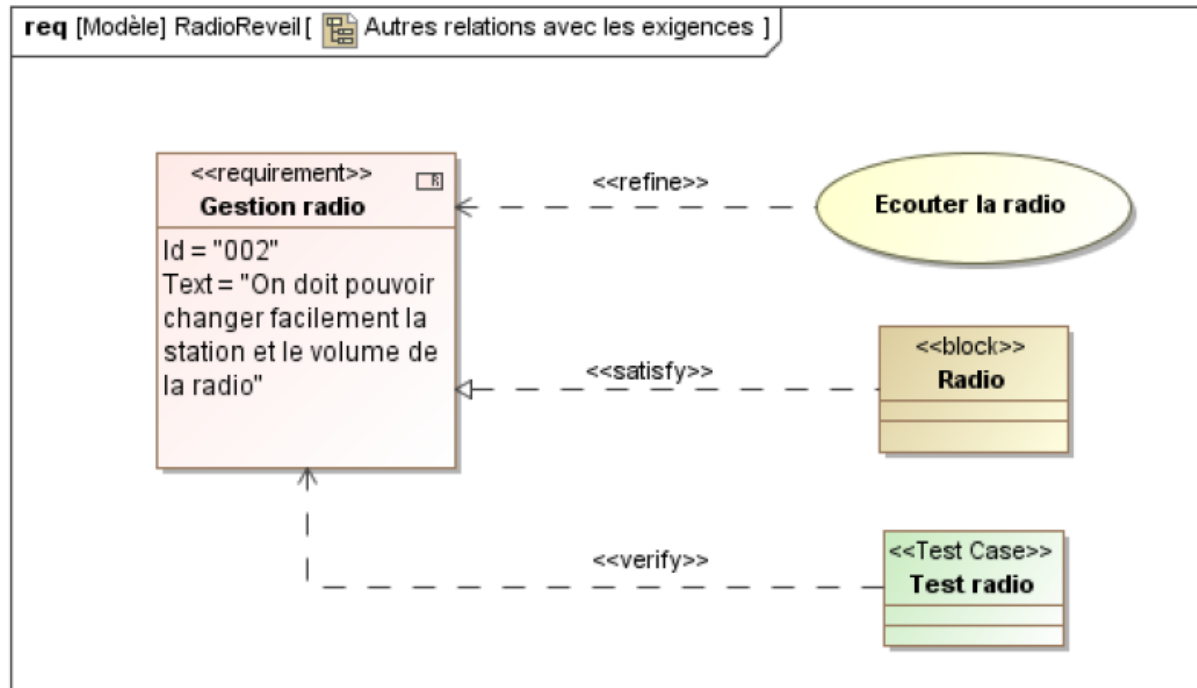 req [Modèle] RadioReveil [ Autres relations avec les exigences ]
<<requirement>>
Gestion radio
Id = "002"
Text = "On doit pouvoir
changer facilement la
station et le volume de
la radio"
<<refine>>
Ecouter la radio
<<satisfy>>
<<block>>
Radio
<<verify>>
<<Test Case>>
Test radio